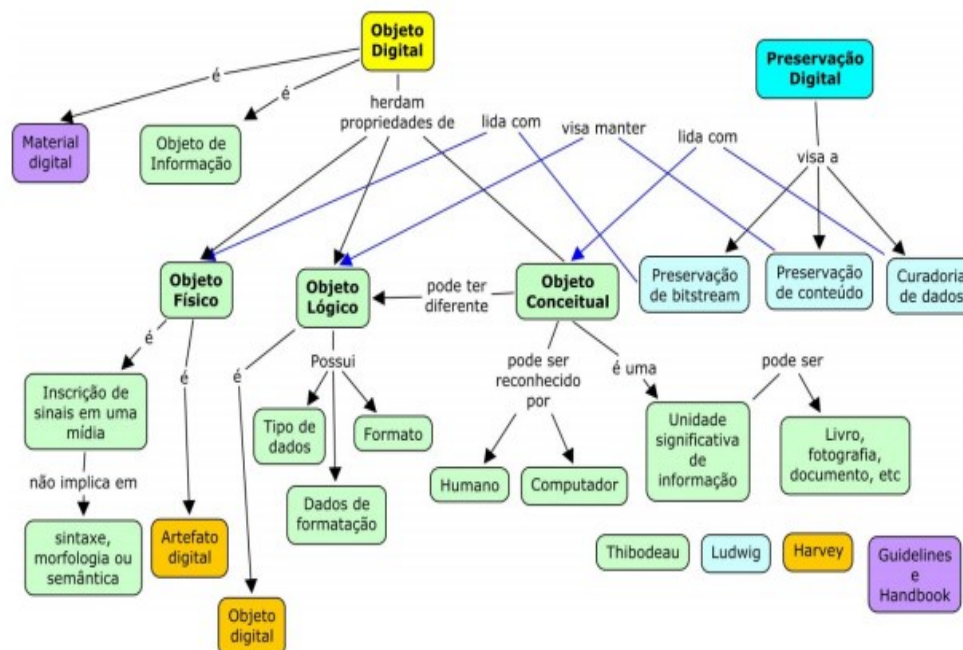 Objeto
Digital
Preservação
Digital
é
é
herdam
propriedades de
lida com
visa manter
lida com
visa a
Material
digital
Objeto de
Informação
Objeto
Físico
Objeto
Lógico
pode ter
diferente
Objeto
Conceitual
Preservação
de bitstream
Preservação
de conteúdo
Curadoria
de dados
é
é
é
Possui
pode ser
reconhecido
por
é uma
pode ser
Inscrição de
sinais em uma
mídia
Tipo de
dados
Formato
Unidade
significativa
de
informação
Livro,
fotografia,
documento, etc
não implica em
Dados de
formatação
Humano
Computador
sintaxe,
morfologia ou
semântica
Artefato
digital
Objeto
digital
Thibodeau
Ludwig
Harvey
Guidelines
e
Handbook